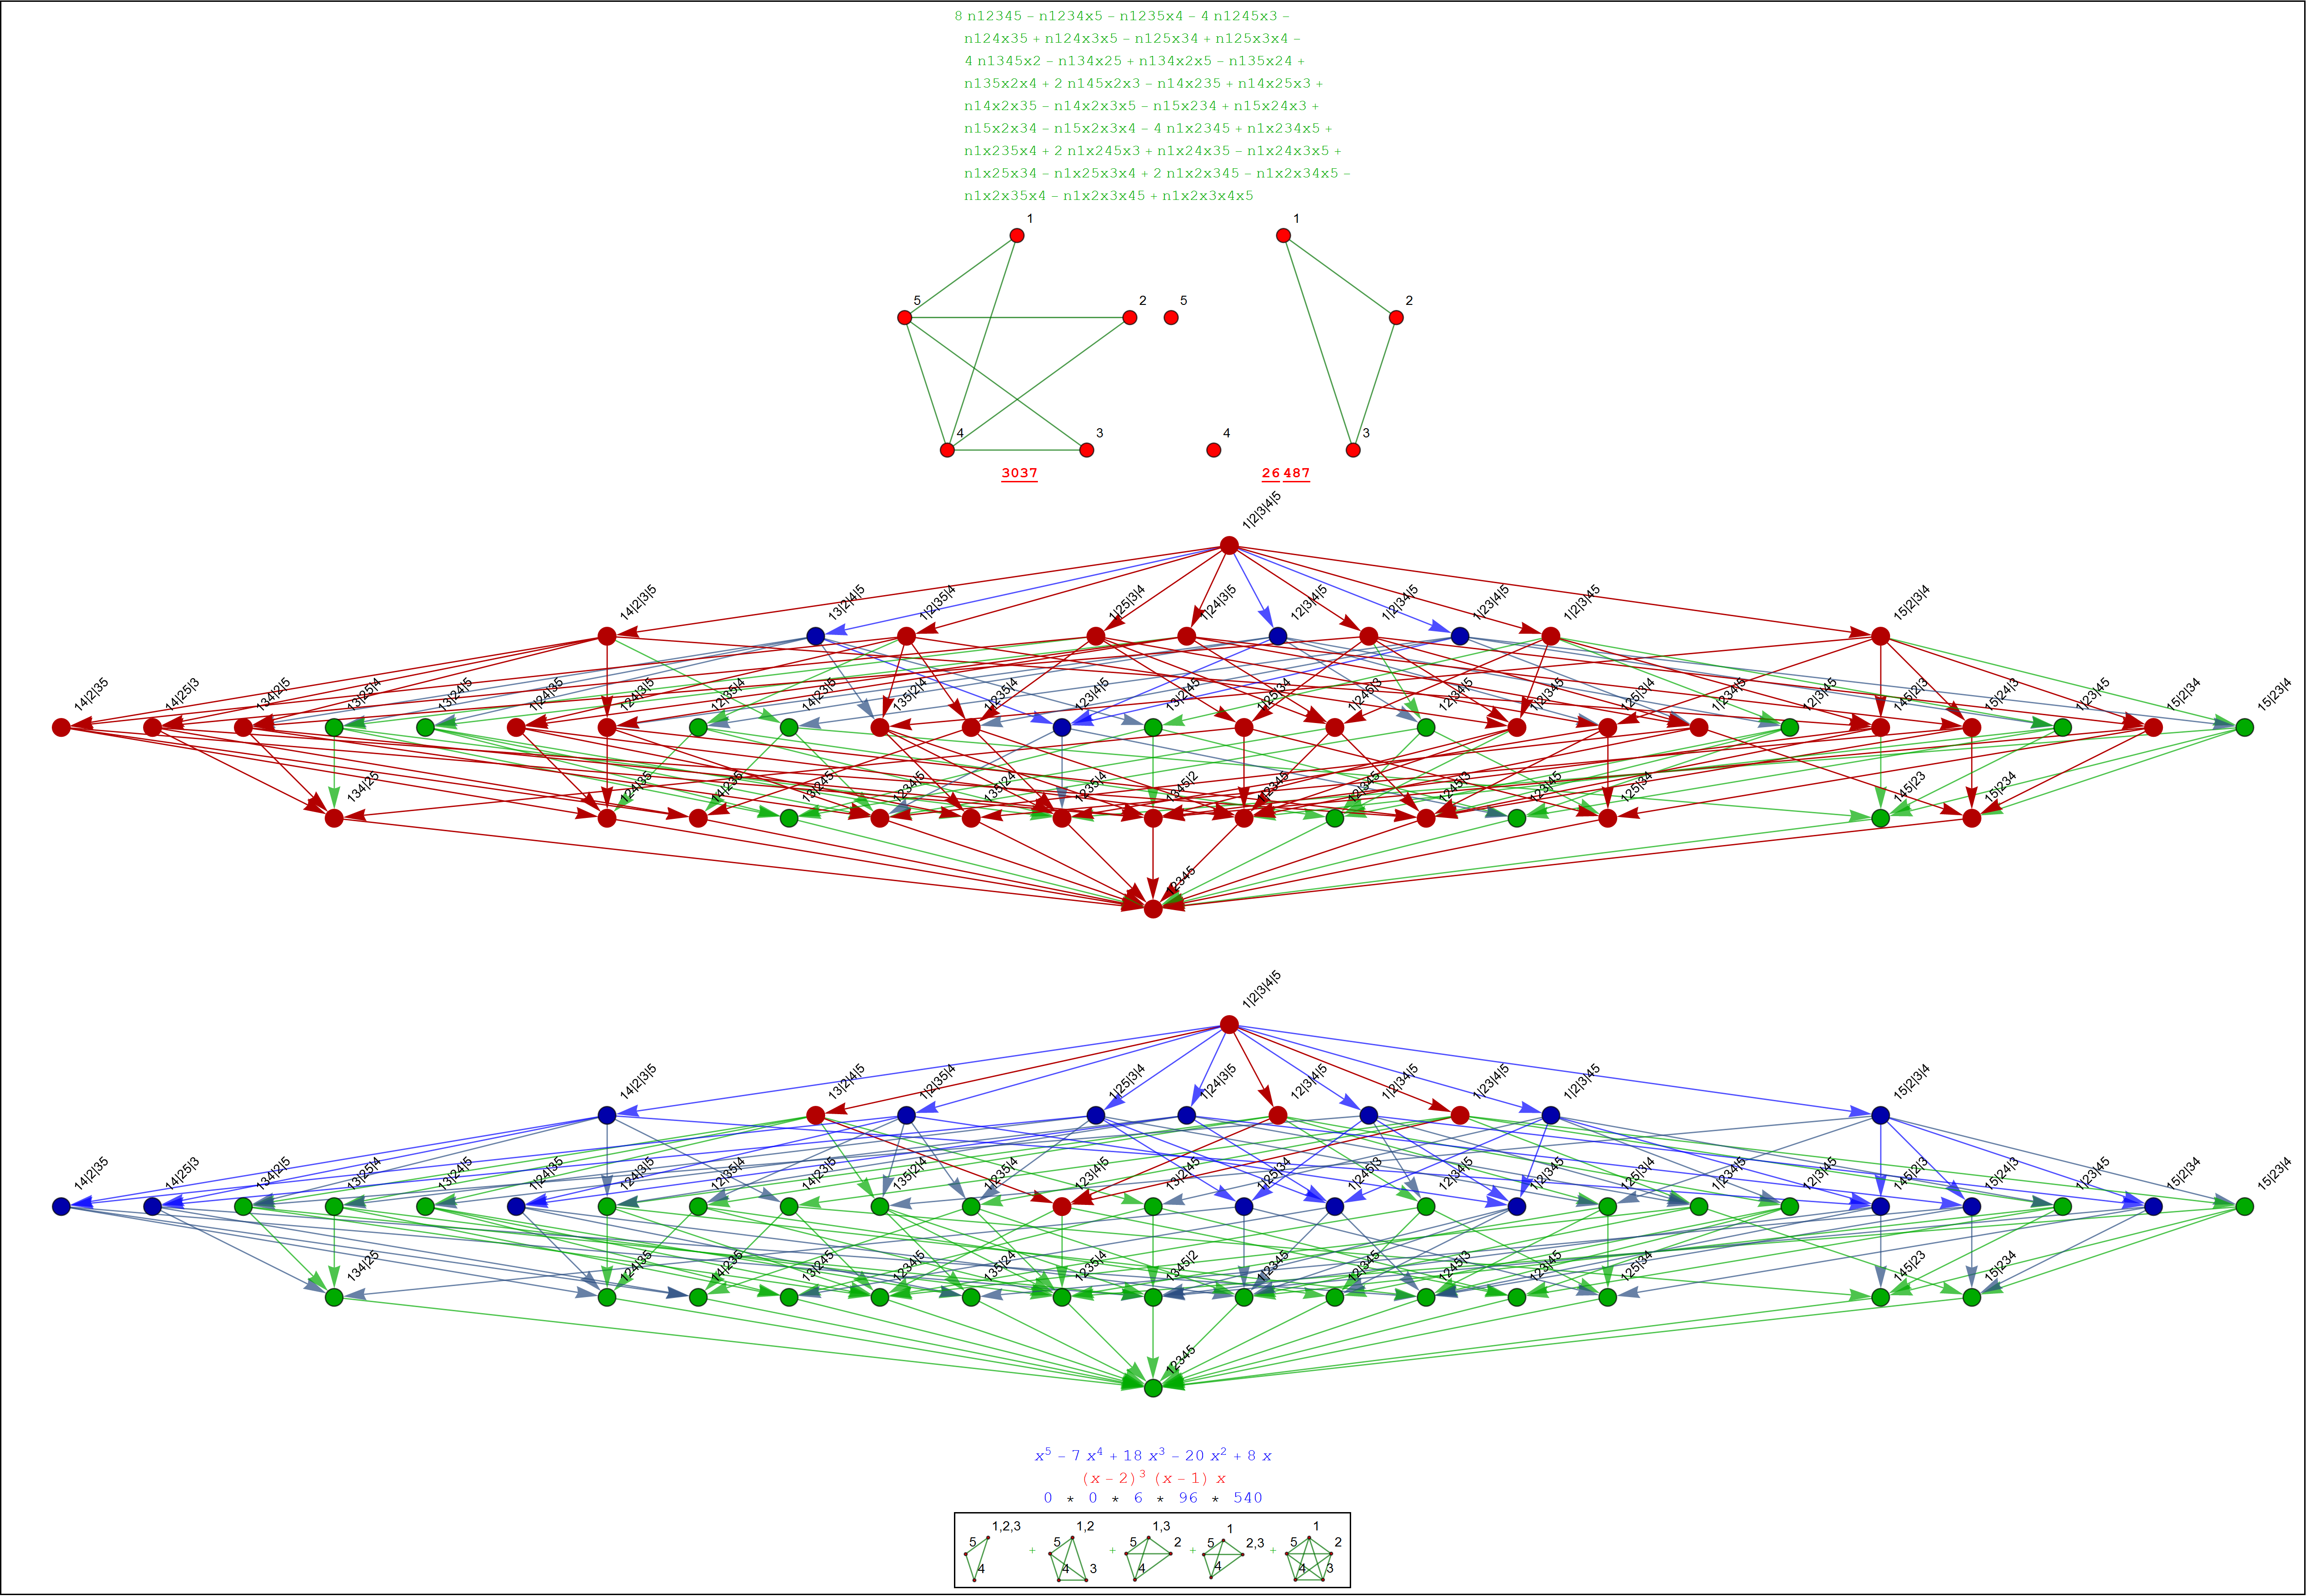 8 n12345 – n1234x5 – n1235x4 – 4 n1245x3 –
n124x35 + n124x3x5 – n125x34 + n125x3x4 –
4 n1345x2 – n134x25 + n134x2x5 – n135x24 +
n135x2x4 + 2 n145x2x3 – n14x235 + n14x25x3 +
n14x2x35 – n14x2x3x5 – n15x234 + n15x24x3 +
n15x2x34 – n15x2x3x4 – 4 n1x2345 + n1x234x5 +
n1x235x4 + 2 n1x245x3 + n1x24x35 – n1x24x3x5 +
n1x25x34 – n1x25x3x4 + 2 n1x2x345 – n1x2x34x5 –
n1x2x35x4 – n1x2x3x45 + n1x2x3x4x5
1 1
5 2 5 2
4 3 4 3
3037 26 487
1|2|3|4|5
14|2|3|5 13|2|4|5 1|2|35|4 1|25|3|4 1|24|3|5 12|3|4|5 1|2|34|5 1|23|4|5 1|2|3|45 15|2|3|4
14|2|35 14|25|3 134|2|5 13|25|4 13|24|5 1|24|35 124|3|5 12|35|4 14|23|5 135|2|4 1|235|4 123|4|5 13|2|45 1|25|34 1|245|3 12|34|5 1|2|345 125|3|4 1|234|5 12|3|45 145|2|3 15|24|3 1|23|45 15|2|34 15|23|4
134|25 124|35 14|235 13|245 1234|5 135|24 1235|4 1345|2 1|2345 12|345 1245|3 123|45 125|34 145|23 15|234
12345
1|2|3|4|5
14|2|3|5 13|2|4|5 1|2|35|4 1|25|3|4 1|24|3|5 12|3|4|5 1|2|34|5 1|23|4|5 1|2|3|45 15|2|3|4
14|2|35 14|25|3 134|2|5 13|25|4 13|24|5 1|24|35 124|3|5 12|35|4 14|23|5 135|2|4 1|235|4 123|4|5 13|2|45 1|25|34 1|245|3 12|34|5 1|2|345 125|3|4 1|234|5 12|3|45 145|2|3 15|24|3 1|23|45 15|2|34 15|23|4
134|25 124|35 14|235 13|245 1234|5 135|24 1235|4 1345|2 1|2345 12|345 1245|3 123|45 125|34 145|23 15|234
12345
x⁵ – 7 x⁴ + 18 x³ – 20 x² + 8 x
(x – 2)³ (x – 1) x
0 * 0 * 6 * 96 * 540
1,2,3 1,2 1,3 1 1
5 + 5 + 5 2 + 5 2,3 + 5 2
4 4 3 4 4 4 3